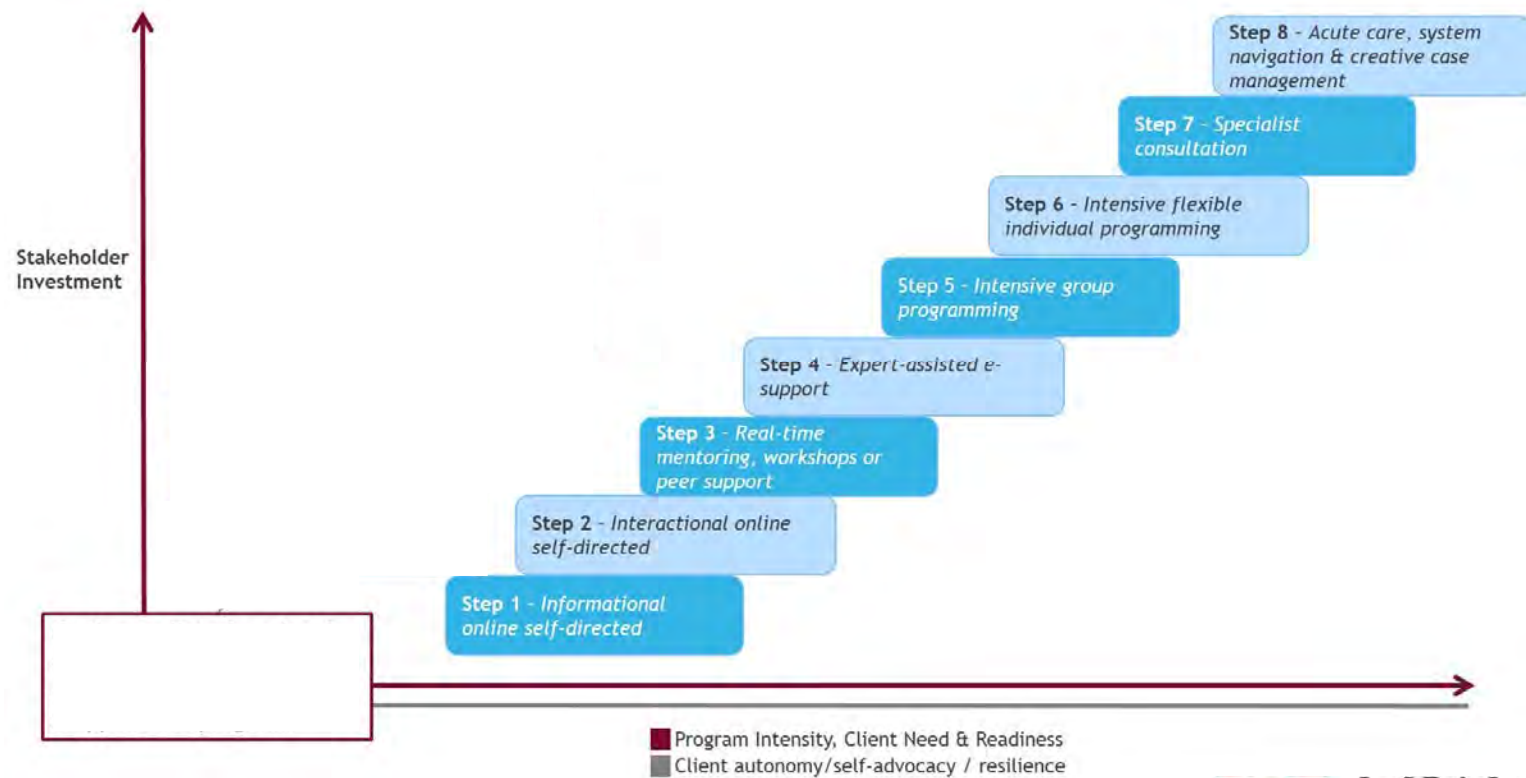 Step 8 – Acute care, system
navigation & creative case
management
Step 7 – Specialist
consultation
Step 6 – Intensive flexible
individual programming
Stakeholder
Investment
Step 5 – Intensive group
programming
Step 4 – Expert-assisted e-
support
Step 3 – Real-time
mentoring, workshops or
peer support
Step 2 – Interactional online
self-directed
Step 1 – Informational
online self-directed
Program Intensity, Client Need & Readiness
Client autonomy/self-advocacy / resilience